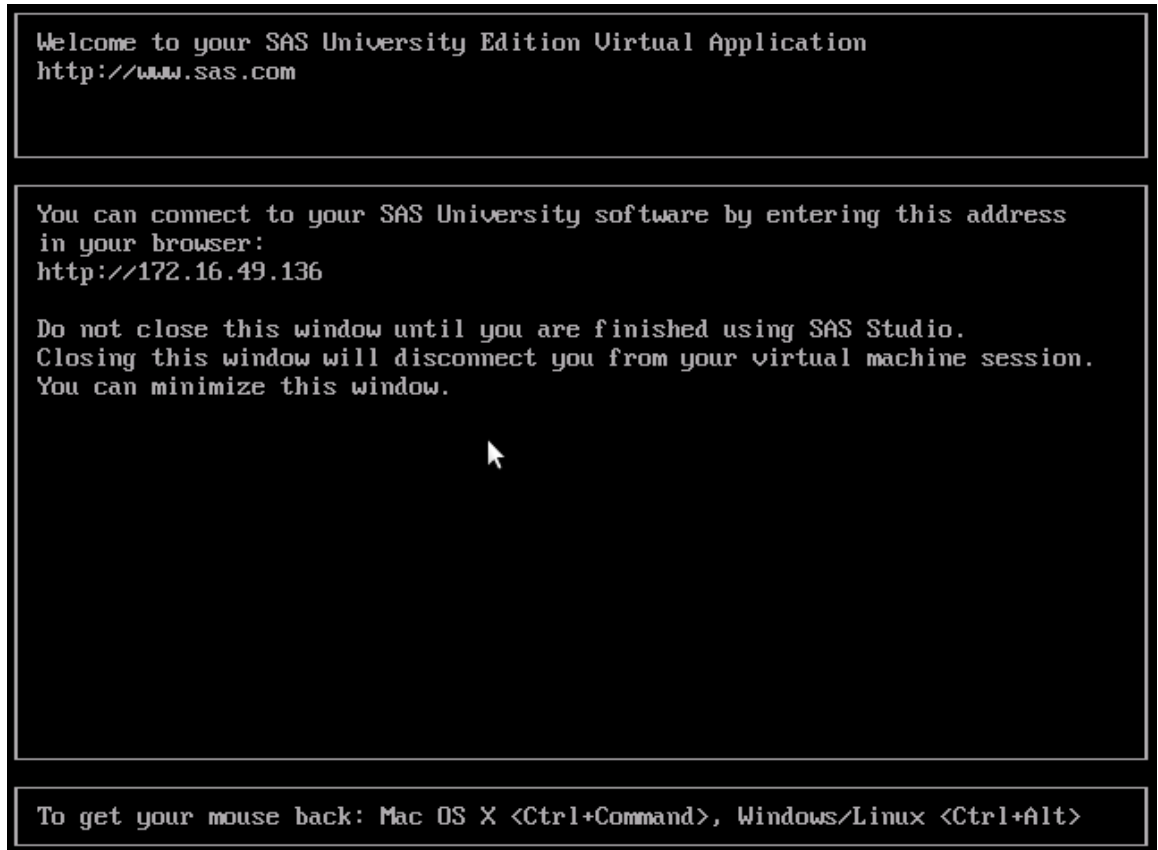 Welcome to your SAS University Edition Virtual Application
http://www.sas.com
You can connect to your SAS University software by entering this address
in your browser:
http://172.16.49.136
Do not close this window until you are finished using SAS Studio.
Closing this window will disconnect you from your virtual machine session.
You can minimize this window.
To get your mouse back: Mac OS X <Ctrl+Command>, Windows/Linux <Ctrl+Alt>